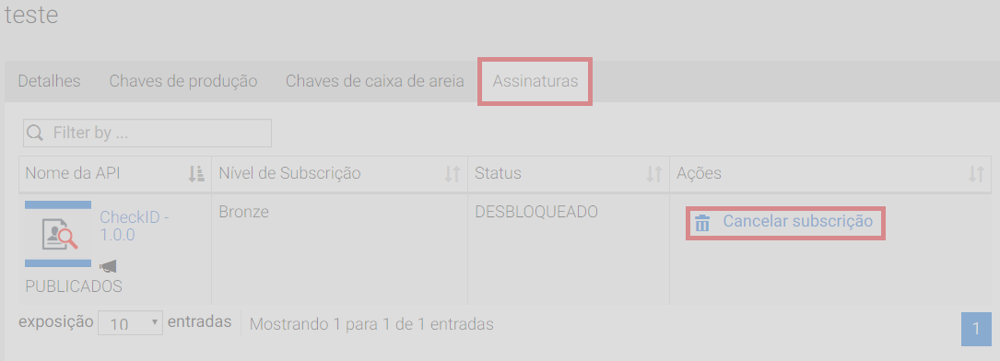 teste
Detalhes Chaves de produção Chaves de caixa de areia Assinaturas
Filter by ...
Nome da API Nível de Subscrição Status Ações
CheckID - Bronze DESBLOQUEADO Cancelar subscrição
1.0.0
PUBLICADOS
exposição 10 entradas Mostrando 1 para 1 de 1 entradas 1